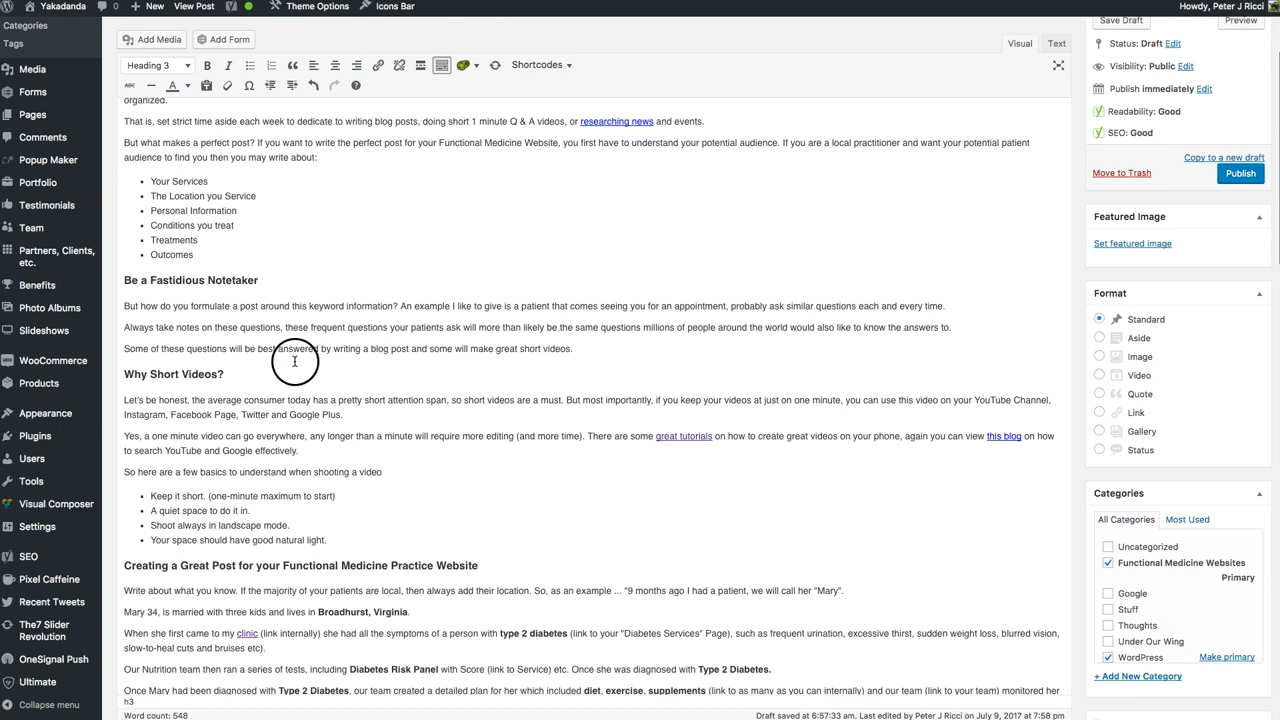 Yakadanda
0
New
View Post
Theme Options
Icons Bar
Howdy, Peter J Ricci
Categories
Tags
Media
Forms
Pages
Comments
Popup Maker
Portfolio
Testimonials
Team
Partners, Clients,
etc.
Benefits
Photo Albums
Slideshows
WooCommerce
Products
Appearance
Plugins
Users
Tools
Visual Composer
Settings
SEO
Pixel Caffeine
Recent Tweets
The7 Slider
Revolution
OneSignal Push
Ultimate
Collapse menu
Add Media
Add Form
Visual
Text
Heading 3
B
I
Shortcodes
ABC
A
organized.
That is, set strict time aside each week to dedicate to writing blog posts, doing short 1 minute Q & A videos, or researching news and events.
But what makes a perfect post? If you want to write the perfect post for your Functional Medicine Website, you first have to understand your potential audience. If you are a local practitioner and want your potential patient
audience to find you then you may write about:
Your Services
The Location you Service
Personal Information
Conditions you treat
Treatments
Outcomes
Be a Fastidious Notetaker
But how do you formulate a post around this keyword information? An example I like to give is a patient that comes seeing you for an appointment, probably ask similar questions each and every time.
Always take notes on these questions, these frequent questions your patients ask will more than likely be the same questions millions of people around the world would also like to know the answers to.
Some of these questions will be best answered by writing a blog post and some will make great short videos.
Why Short Videos?
Let's be honest, the average consumer today has a pretty short attention span, so short videos are a must. But most importantly, if you keep your videos at just on one minute, you can use this video on your YouTube Channel,
Instagram, Facebook Page, Twitter and Google Plus.
Yes, a one minute video can go everywhere, any longer than a minute will require more editing (and more time). There are some great tutorials on how to create great videos on your phone, again you can view this blog on how
to search YouTube and Google effectively.
So here are a few basics to understand when shooting a video
Keep it short. (one-minute maximum to start)
A quiet space to do it in.
Shoot always in landscape mode.
Your space should have good natural light.
Creating a Great Post for your Functional Medicine Practice Website
Write about what you know. If the majority of your patients are local, then always add their location. So, as an example ... "9 months ago I had a patient, we will call her "Mary".
Mary 34, is married with three kids and lives in Broadhurst, Virginia.
When she first came to my clinic (link internally) she had all the symptoms of a person with type 2 diabetes (link to your "Diabetes Services" Page), such as frequent urination, excessive thirst, sudden weight loss, blurred vision,
slow-to-heal cuts and bruises etc).
Our Nutrition team then ran a series of tests, including Diabetes Risk Panel with Score (link to Service) etc. Once she was diagnosed with Type 2 Diabetes.
Once Mary had been diagnosed with Type 2 Diabetes, our team created a detailed plan for her which included diet, exercise, supplements (link to as many as you can internally) and our team (link to your team) monitored her
h3
Word count: 548
Draft saved at 6:57:33 am. Last edited by Peter J Ricci on July 9, 2017 at 7:58 pm
Save Draft
Preview
Status: Draft Edit
Visibility: Public Edit
Publish immediately Edit
Readability: Good
SEO: Good
Copy to a new draft
Move to Trash
Publish
Featured Image
Set featured image
Format
Standard
Aside
Image
Video
Quote
Link
Gallery
Status
Categories
All Categories
Most Used
Uncategorized
Functional Medicine Websites
Primary
Google
Stuff
Thoughts
Under Our Wing
WordPress
Make primary
+ Add New Category